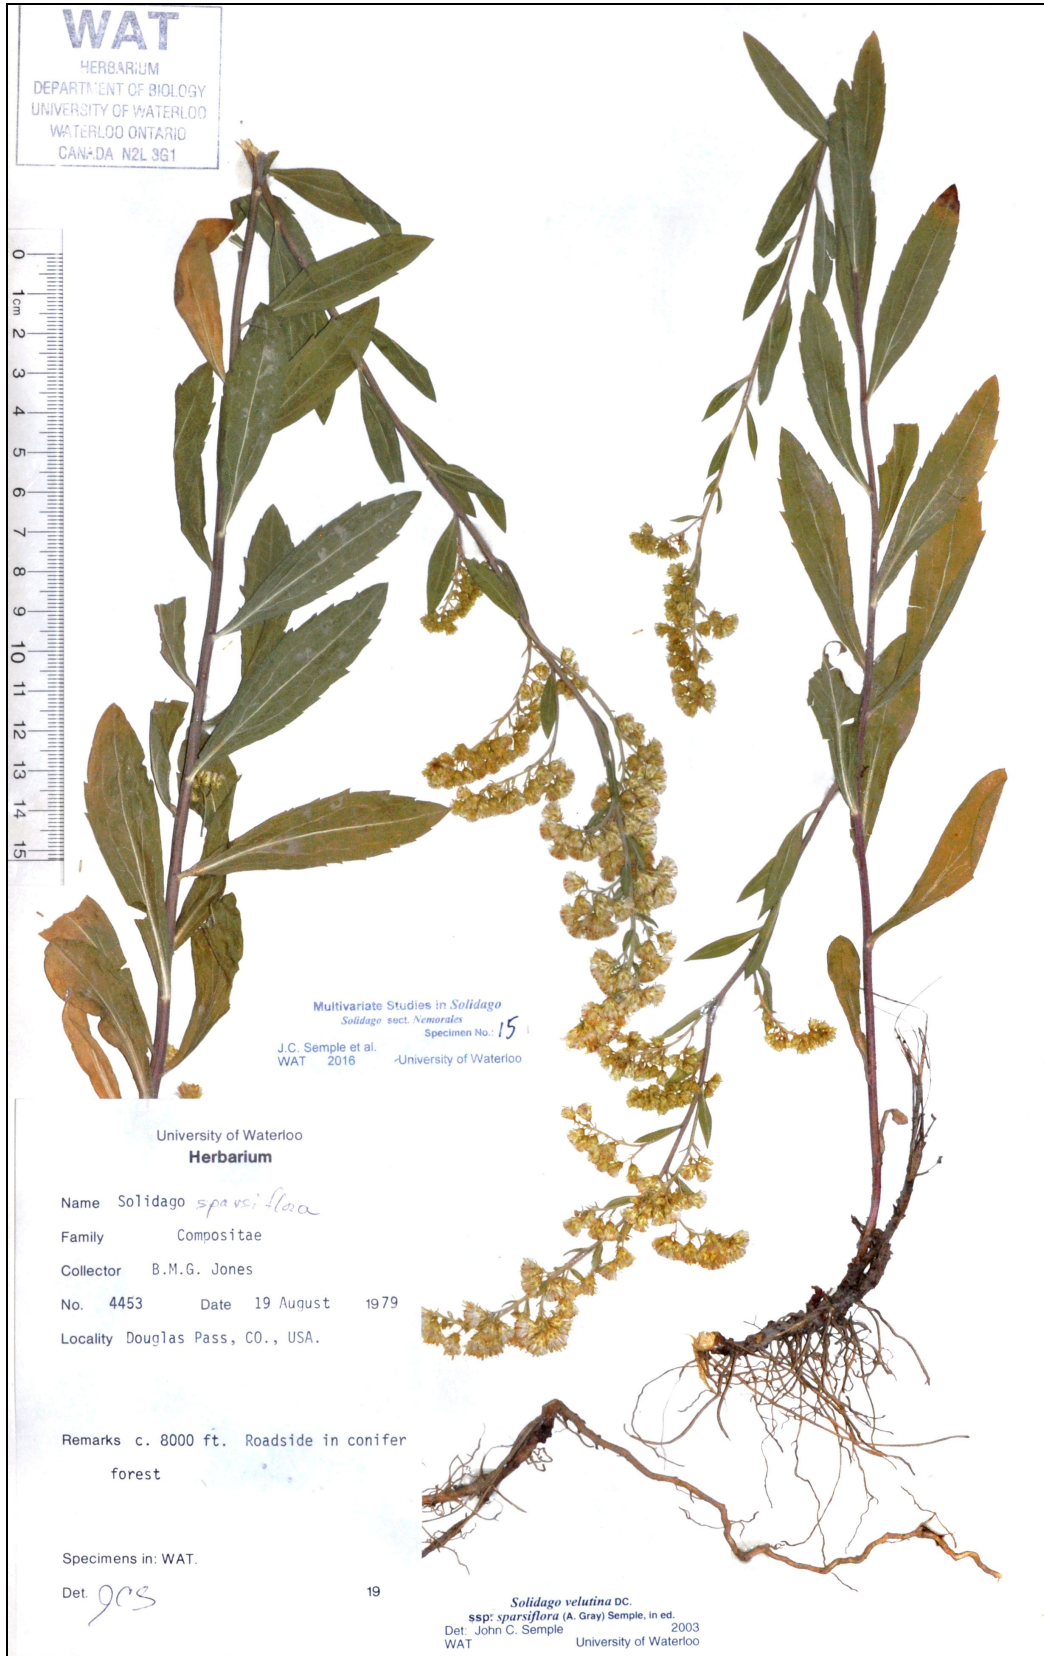 WAT
HERBARIUM
DEPARTMENT OF BIOLOGY
UNIVERSITY OF WATERLOO
WATERLOO ONTARIO
CANADA N2L 3G1
0
1cm
2
3
4
5
6
7
8
9
10
11
12
13
14
15
Multivariate Studies in Solidago
Solidago sect. Nemorales
Specimen No.: 15
J.C. Semple et al.
WAT 2016 University of Waterloo
University of Waterloo
Herbarium
Name Solidago sparsiflora
Family Compositae
Collector B.M.G. Jones
No. 4453 Date 19 August 1979
Locality Douglas Pass, CO., USA.
Remarks c. 8000 ft. Roadside in conifer
forest
Specimens in: WAT.
Det. JCS 19
Solidago velutina DC.
ssp: sparsiflora (A. Gray) Semple, in ed.
Det: John C. Semple 2003
WAT University of Waterloo